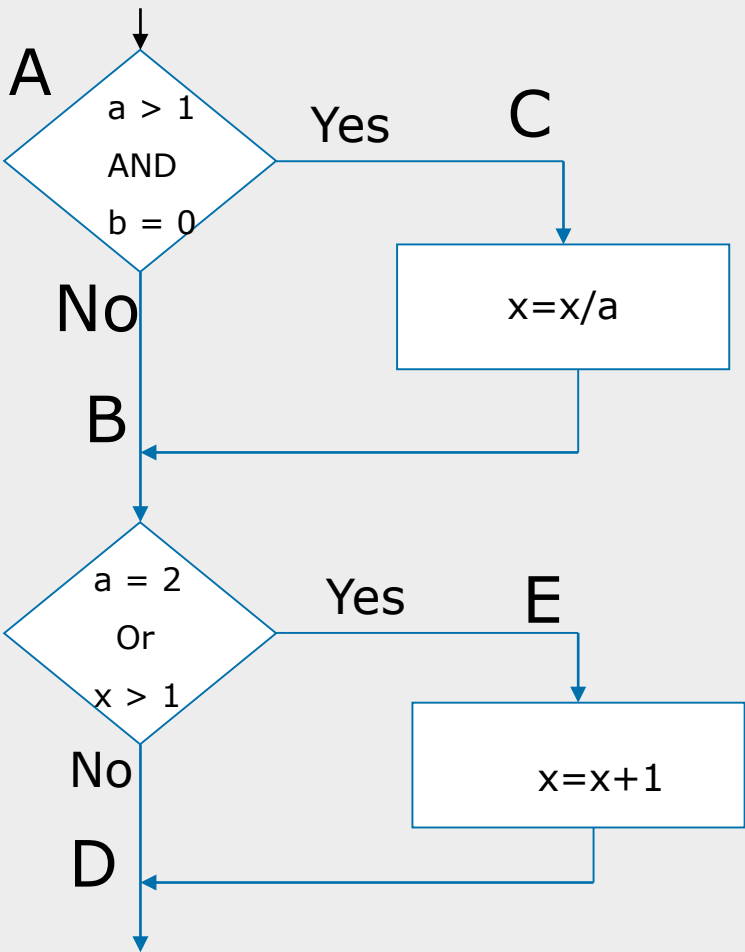 A
a > 1
AND
b = 0
Yes
C
x=x/a
No
B
a = 2
Or
x > 1
Yes
E
x=x+1
No
D